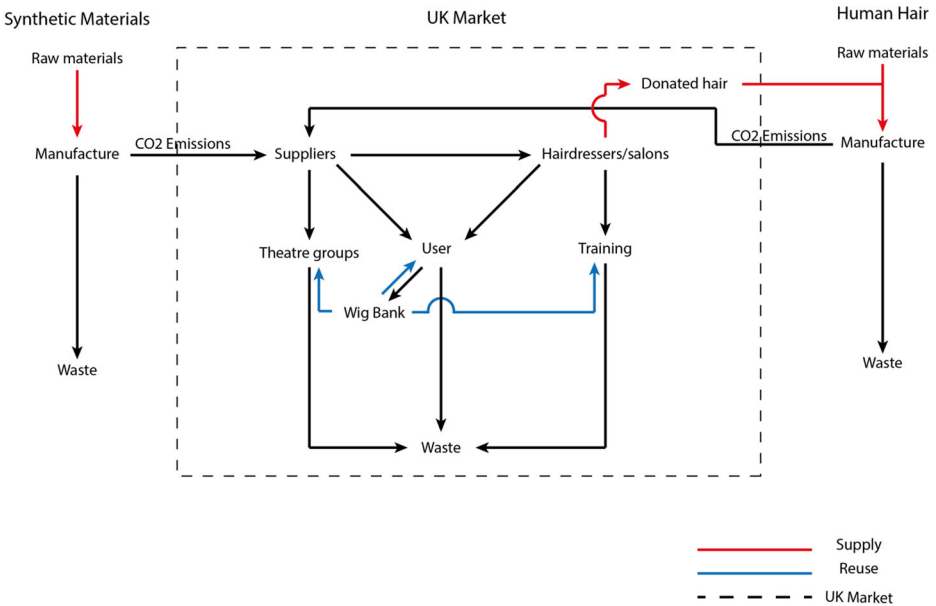 Synthetic Materials
UK Market
Human Hair
Raw materials
Raw materials
Donated hair
CO2 Emissions
CO2 Emissions
Manufacture
Suppliers
Hairdressers/salons
Manufacture
Theatre groups
User
Training
Wig Bank
Waste
Waste
Waste
Supply
Reuse
UK Market